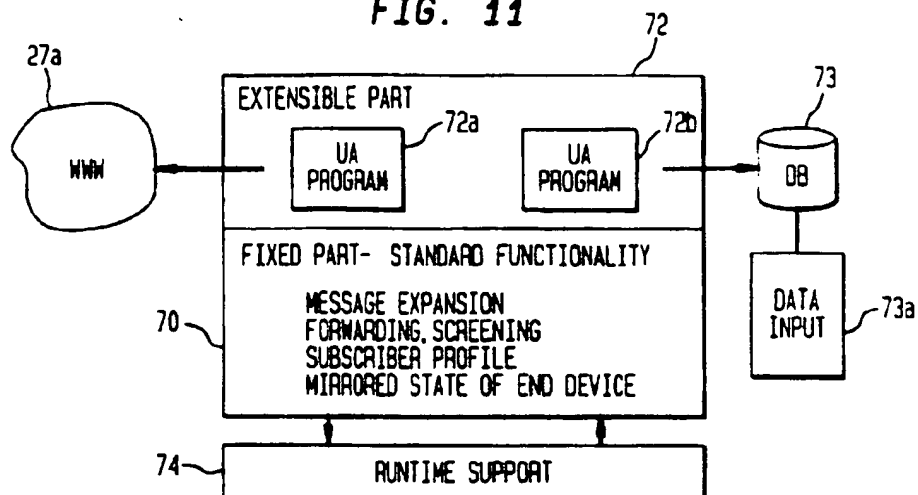 FIG. 11
27a
72
73
EXTENSIBLE PART
72a
72b
WWW
UA
PROGRAM
UA
PROGRAM
DB
FIXED PART- STANDARD FUNCTIONALITY
MESSAGE EXPANSION
FORWARDING, SCREENING
SUBSCRIBER PROFILE
MIRRORED STATE OF END DEVICE
70
DATA
INPUT
73a
74
RUNTIME SUPPORT